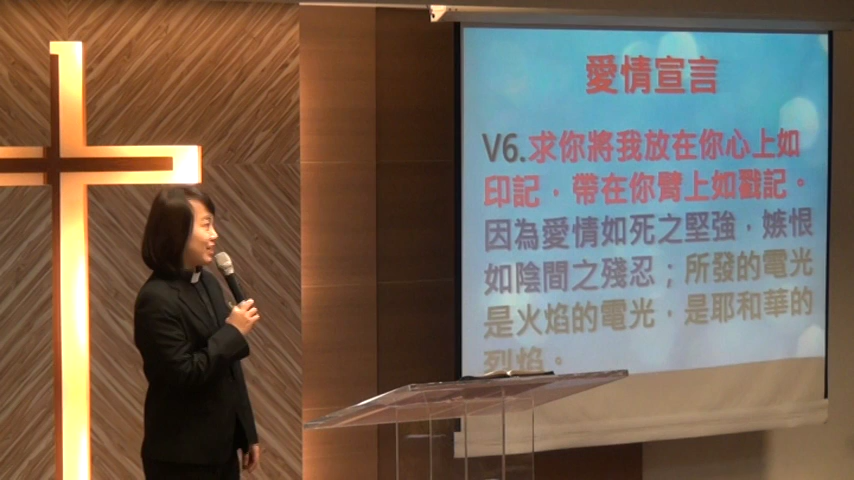 愛情宣言
V6.求你將我放在你心上如
印記，帶在你臂上如戳記。
因為愛情如死之堅強，嫉恨
如陰間之殘忍；所發的電光
是火焰的電光，是耶和華的
烈焰。